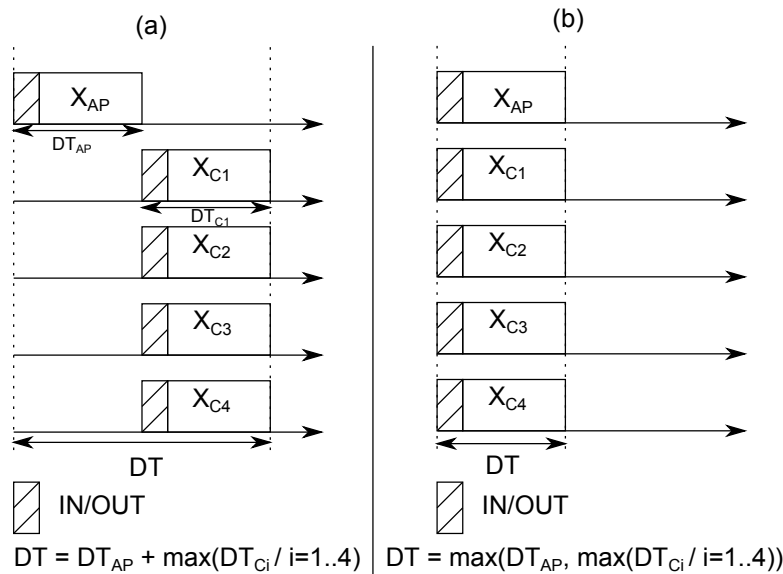 (a)
X_AP
DT_AP
X_C1
DT_C1
X_C2
X_C3
X_C4
DT
IN/OUT
DT = DT_AP + max(DT_Ci / i=1..4)
(b)
X_AP
X_C1
X_C2
X_C3
X_C4
DT
IN/OUT
DT = max(DT_AP, max(DT_Ci / i=1..4))